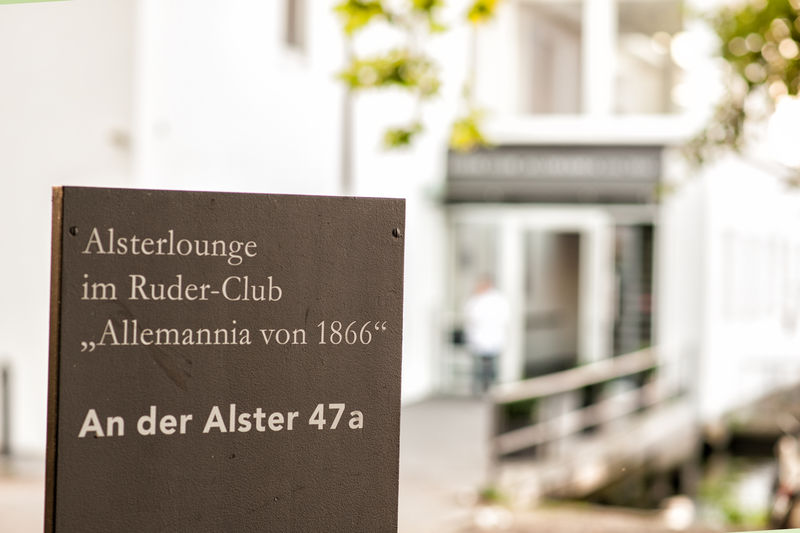 Alsterlounge
im Ruder-Club
„Allemannia von 1866“
An der Alster 47a